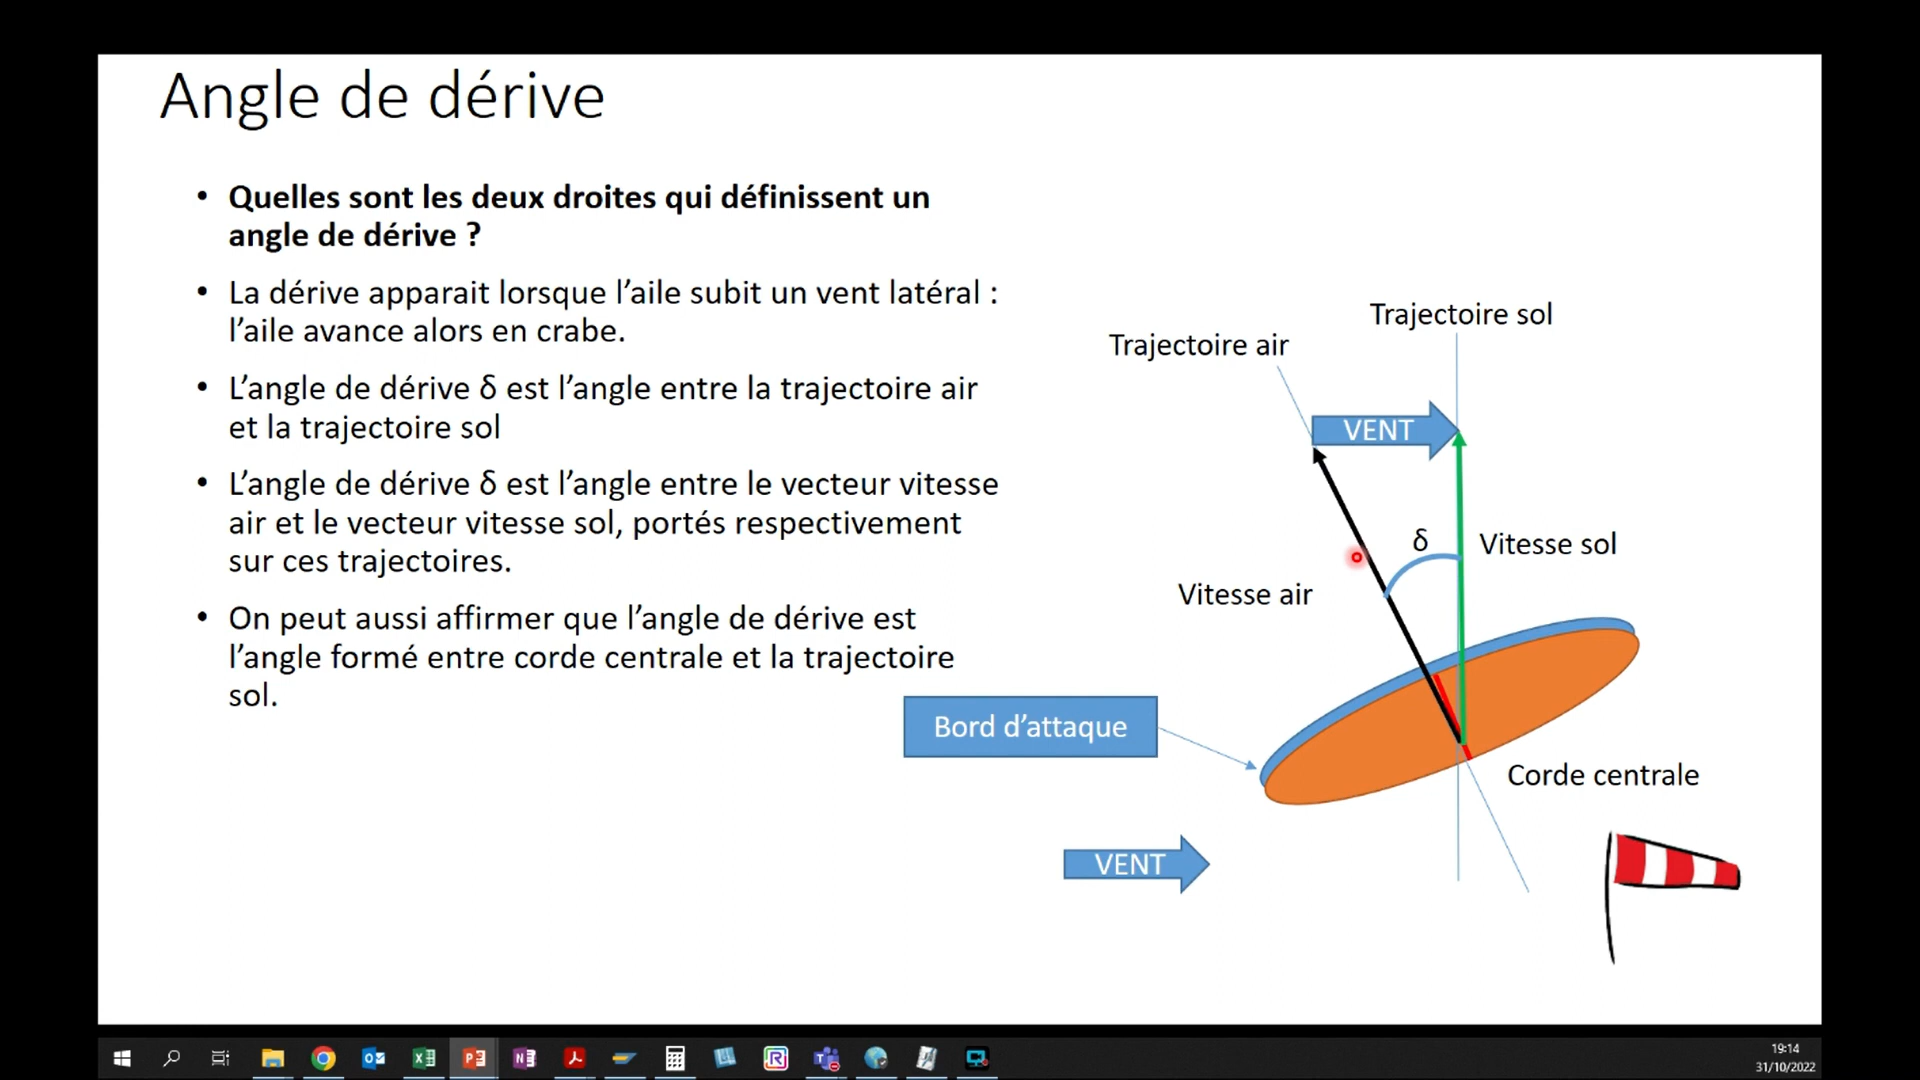 Angle de dérive
• Quelles sont les deux droites qui définissent un
angle de dérive ?
• La dérive apparait lorsque l’aile subit un vent latéral :
l’aile avance alors en crabe.
• L’angle de dérive δ est l’angle entre la trajectoire air
et la trajectoire sol
• L’angle de dérive δ est l’angle entre le vecteur vitesse
air et le vecteur vitesse sol, portés respectivement
sur ces trajectoires.
• On peut aussi affirmer que l’angle de dérive est
l’angle formé entre corde centrale et la trajectoire
sol.
Trajectoire sol
Trajectoire air
VENT
δ
Vitesse sol
Vitesse air
Bord d’attaque
Corde centrale
VENT
19:14
31/10/2022